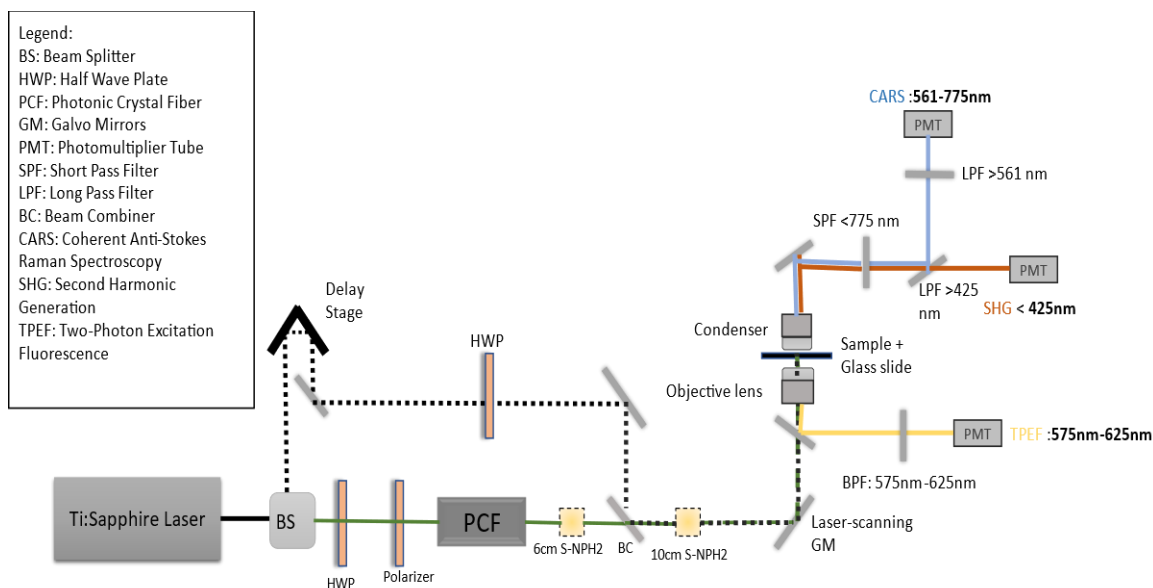 Legend:
BS: Beam Splitter
HWP: Half Wave Plate
PCF: Photonic Crystal Fiber
GM: Galvo Mirrors
PMT: Photomultiplier Tube
SPF: Short Pass Filter
LPF: Long Pass Filter
BC: Beam Combiner
CARS: Coherent Anti-Stokes
Raman Spectroscopy
SHG: Second Harmonic
Generation
TPEF: Two-Photon Excitation
Fluorescence
CARS :561-775nm
PMT
LPF >561 nm
SPF <775 nm
PMT
LPF >425
nm
SHG < 425nm
Delay
Stage
HWP
Condenser
Sample +
Glass slide
Objective lens
PMT
TPEF :575nm-625nm
BPF: 575nm-625nm
Ti:Sapphire Laser
BS
HWP
Polarizer
PCF
6cm S-NPH2
BC
10cm S-NPH2
Laser-scanning
GM